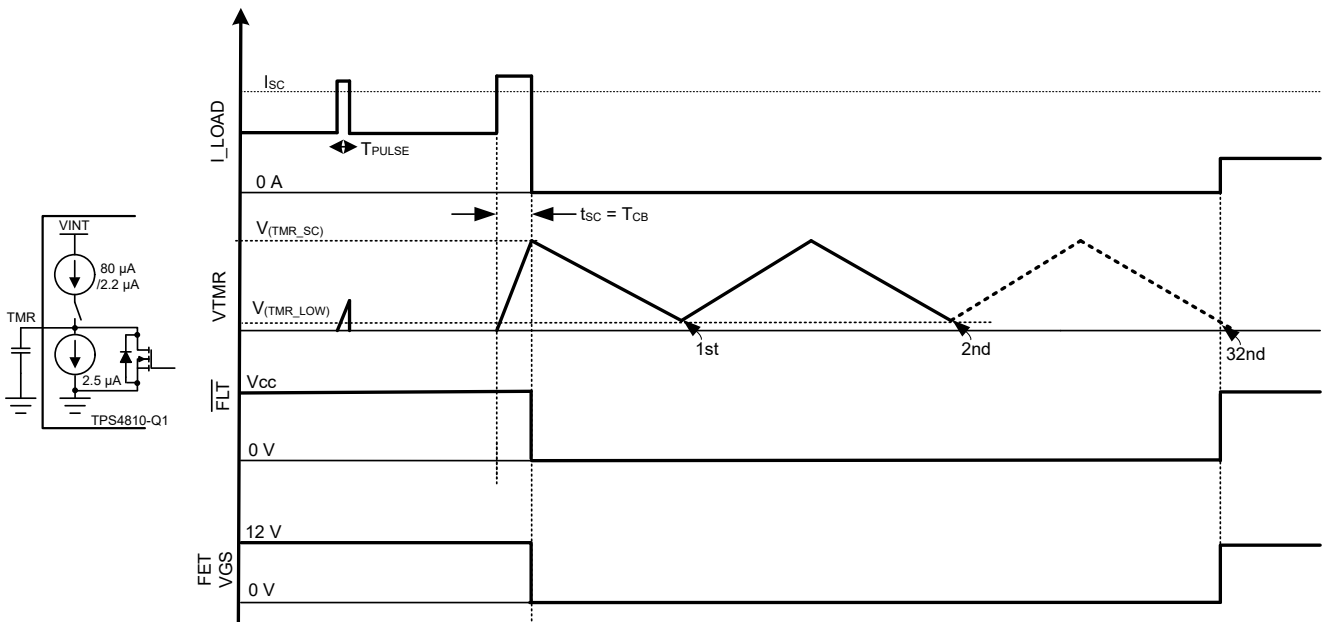 VINT
80 µA
/2.2 µA
TMR
2.5 µA
TPS4810-Q1
I_LOAD
ISC
TPULSE
0 A
tSC = TCB
VTMR
V(TMR_SC)
V(TMR_LOW)
1st
2nd
32nd
FLT
Vcc
0 V
FET
VGS
12 V
0 V